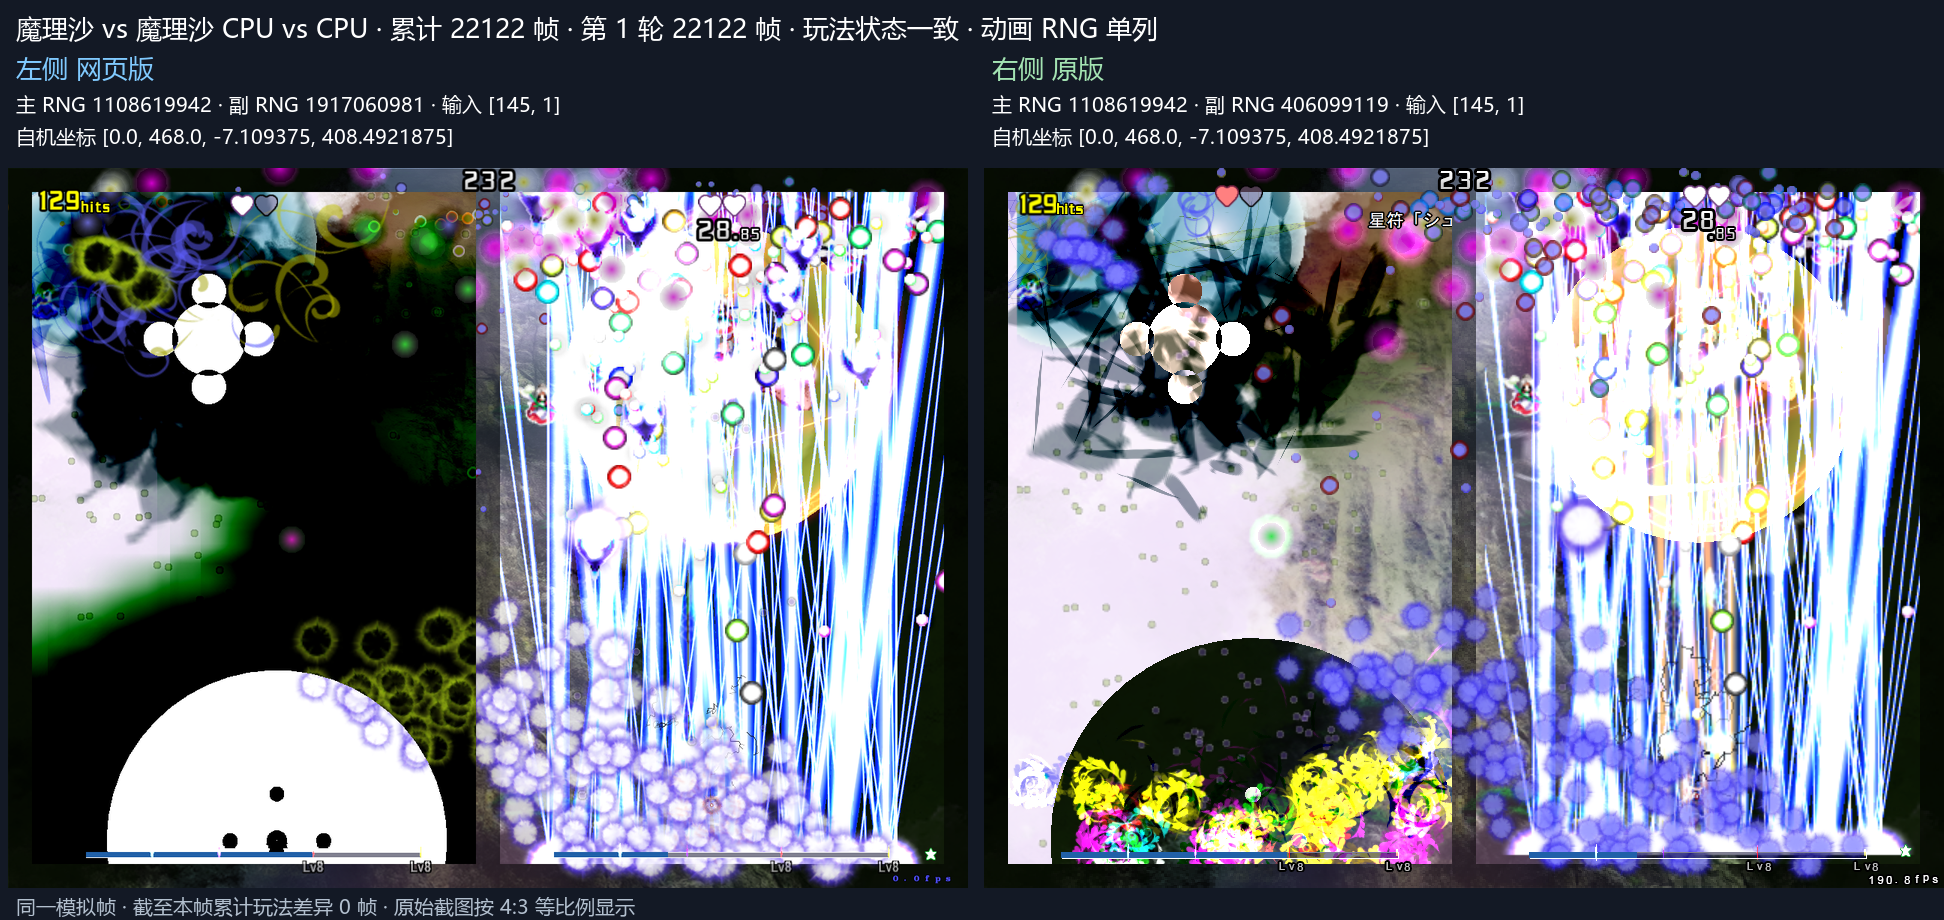 魔理沙 vs 魔理沙 CPU vs CPU · 累计 22122 帧 · 第 1 轮 22122 帧 · 玩法状态一致 · 动画 RNG 单列
左侧 网页版
主 RNG 1108619942 · 副 RNG 1917060981 · 输入 [145, 1]
自机坐标 [0.0, 468.0, -7.109375, 408.4921875]
右侧 原版
主 RNG 1108619942 · 副 RNG 406099119 · 输入 [145, 1]
自机坐标 [0.0, 468.0, -7.109375, 408.4921875]
232
129hits
28.85
Lv8
Lv8
Lv8
Lv8
0.0fps
232
129hits
星符「シュ
28.85
Lv8
Lv8
Lv8
Lv8
190.8fps
同一模拟帧 · 截至本帧累计玩法差异 0 帧 · 原始截图按 4:3 等比例显示